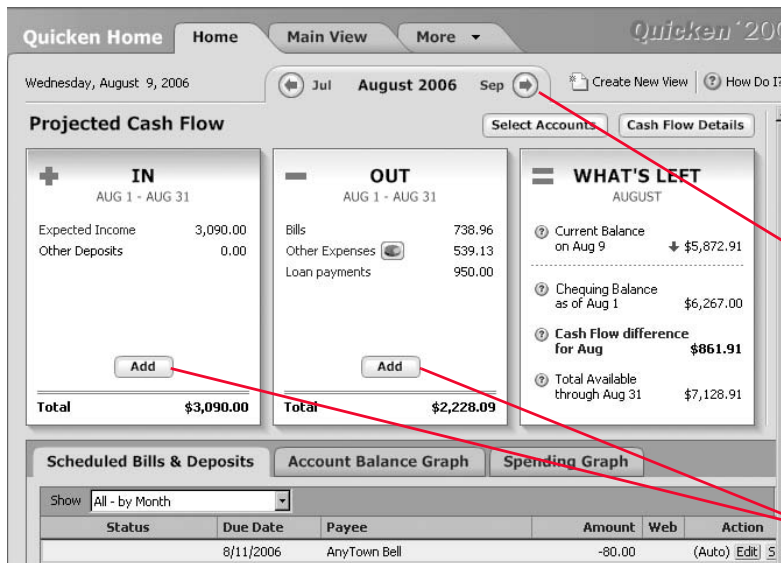 Quicken Home Home Main View More Quicken '200
Wednesday, August 9, 2006 Jul August 2006 Sep Create New View How Do I?
Projected Cash Flow Select Accounts Cash Flow Details
IN
AUG 1 - AUG 31
Expected Income 3,090.00
Other Deposits 0.00
Add
Total $3,090.00
OUT
AUG 1 - AUG 31
Bills 738.96
Other Expenses 539.13
Loan payments 950.00
Add
Total $2,228.09
WHAT'S LEFT
AUGUST
Current Balance
on Aug 9 $5,872.91
Chequing Balance
as of Aug 1 $6,267.00
Cash Flow difference
for Aug $861.91
Total Available
through Aug 31 $7,128.91
Scheduled Bills & Deposits Account Balance Graph Spending Graph
Show All - by Month
Status Due Date Payee Amount Web Action
8/11/2006 AnyTown Bell -80.00 (Auto) Edit S